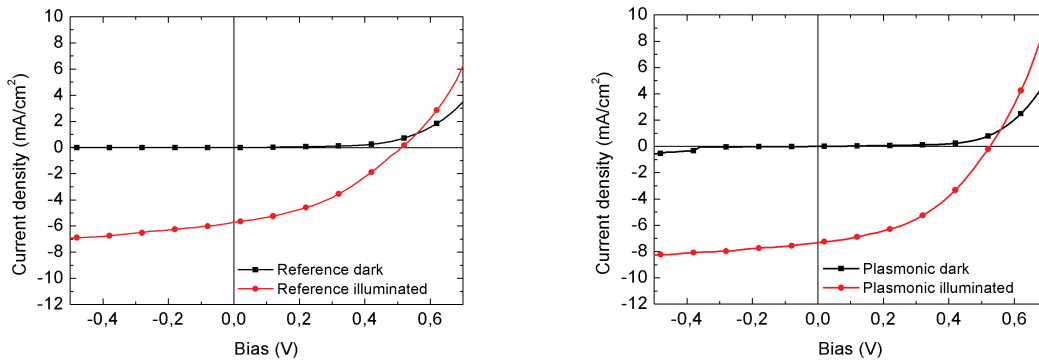 10
8
6
4
2
0
-2
-4
-6
-8
-10
-12
Current density (mA/cm²)
Reference dark
Reference illuminated
-0,4 -0,2 0,0 0,2 0,4 0,6
Bias (V)
10
8
6
4
2
0
-2
-4
-6
-8
-10
-12
Current density (mA/cm²)
Plasmonic dark
Plasmonic illuminated
-0,4 -0,2 0,0 0,2 0,4 0,6
Bias (V)